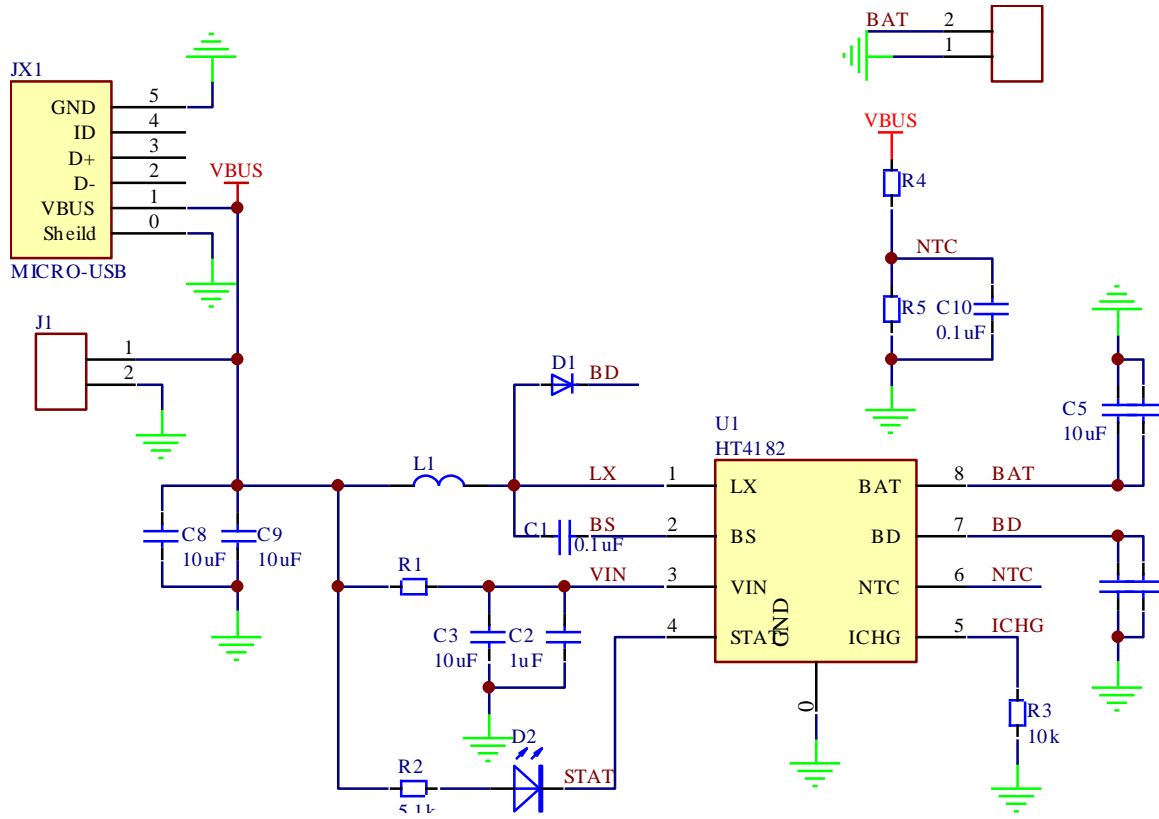 BAT
2
1
JX1
GND
5
ID
4
D+
3
D-
2
VBUS
1
Sheild
0
MICRO-USB
VBUS
VBUS
R4
NTC
R5
C10
0.1uF
J1
1
2
D1
BD
C5
10uF
U1
HT4182
L1
LX
1
LX
BAT
8
BAT
C1
BS
0.1uF
2
BS
BD
7
BD
C8
10uF
C9
10uF
R1
VIN
3
VIN
NTC
6
NTC
C3
10uF
C2
1uF
4
STAT
GND
ICHG
5
ICHG
0
R3
10k
D2
R2
STAT
5.1k